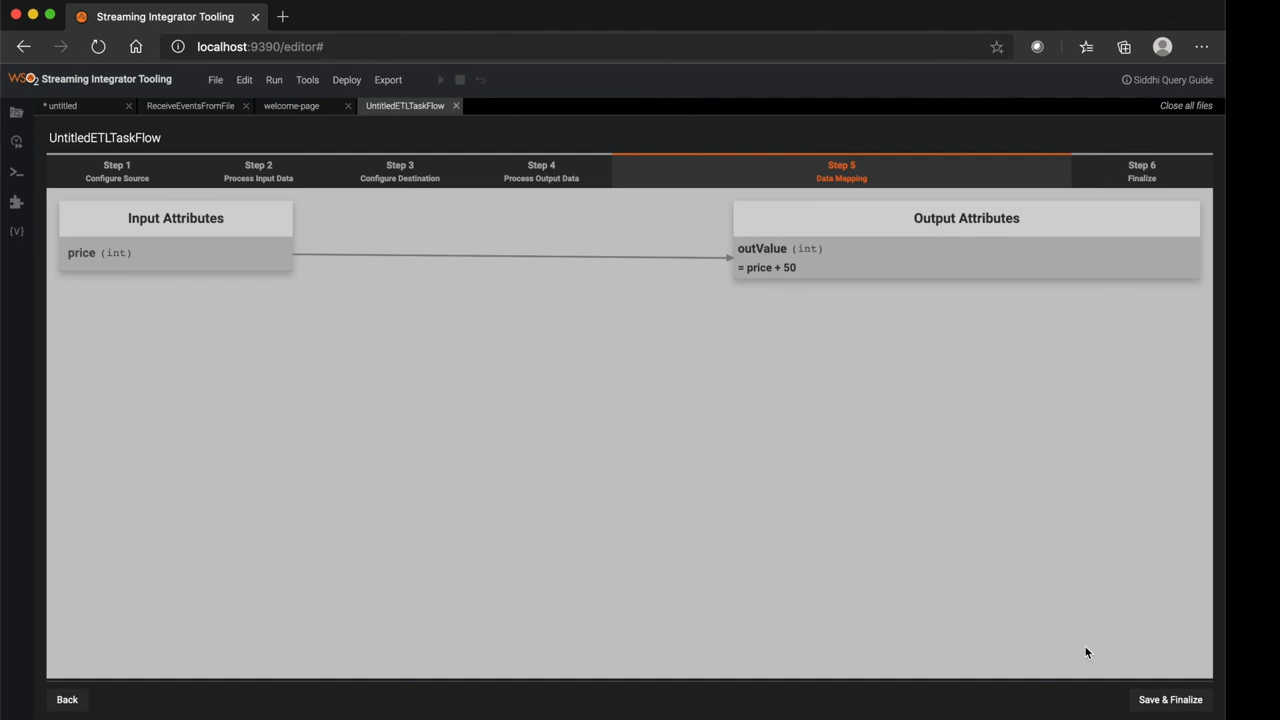 Streaming Integrator Tooling
localhost:9390/editor#
WSO2 Streaming Integrator Tooling File Edit Run Tools Deploy Export Siddhi Query Guide
* untitled ReceiveEventsFromFile welcome-page UntitledETLTaskFlow Close all files
UntitledETLTaskFlow
Step 1 Step 2 Step 3 Step 4 Step 5 Step 6
Configure Source Process Input Data Configure Destination Process Output Data Data Mapping Finalize
Input Attributes Output Attributes
price (int) outValue (int)
= price + 50
Back Save & Finalize